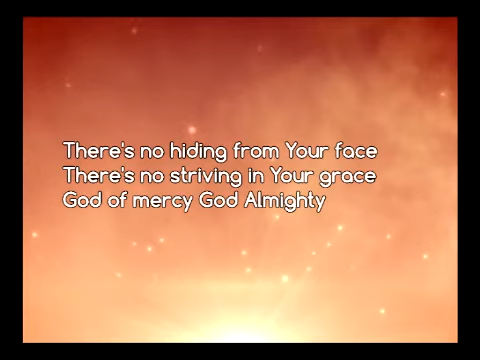 There's no hiding from Your face
There's no striving in Your grace
God of mercy God Almighty